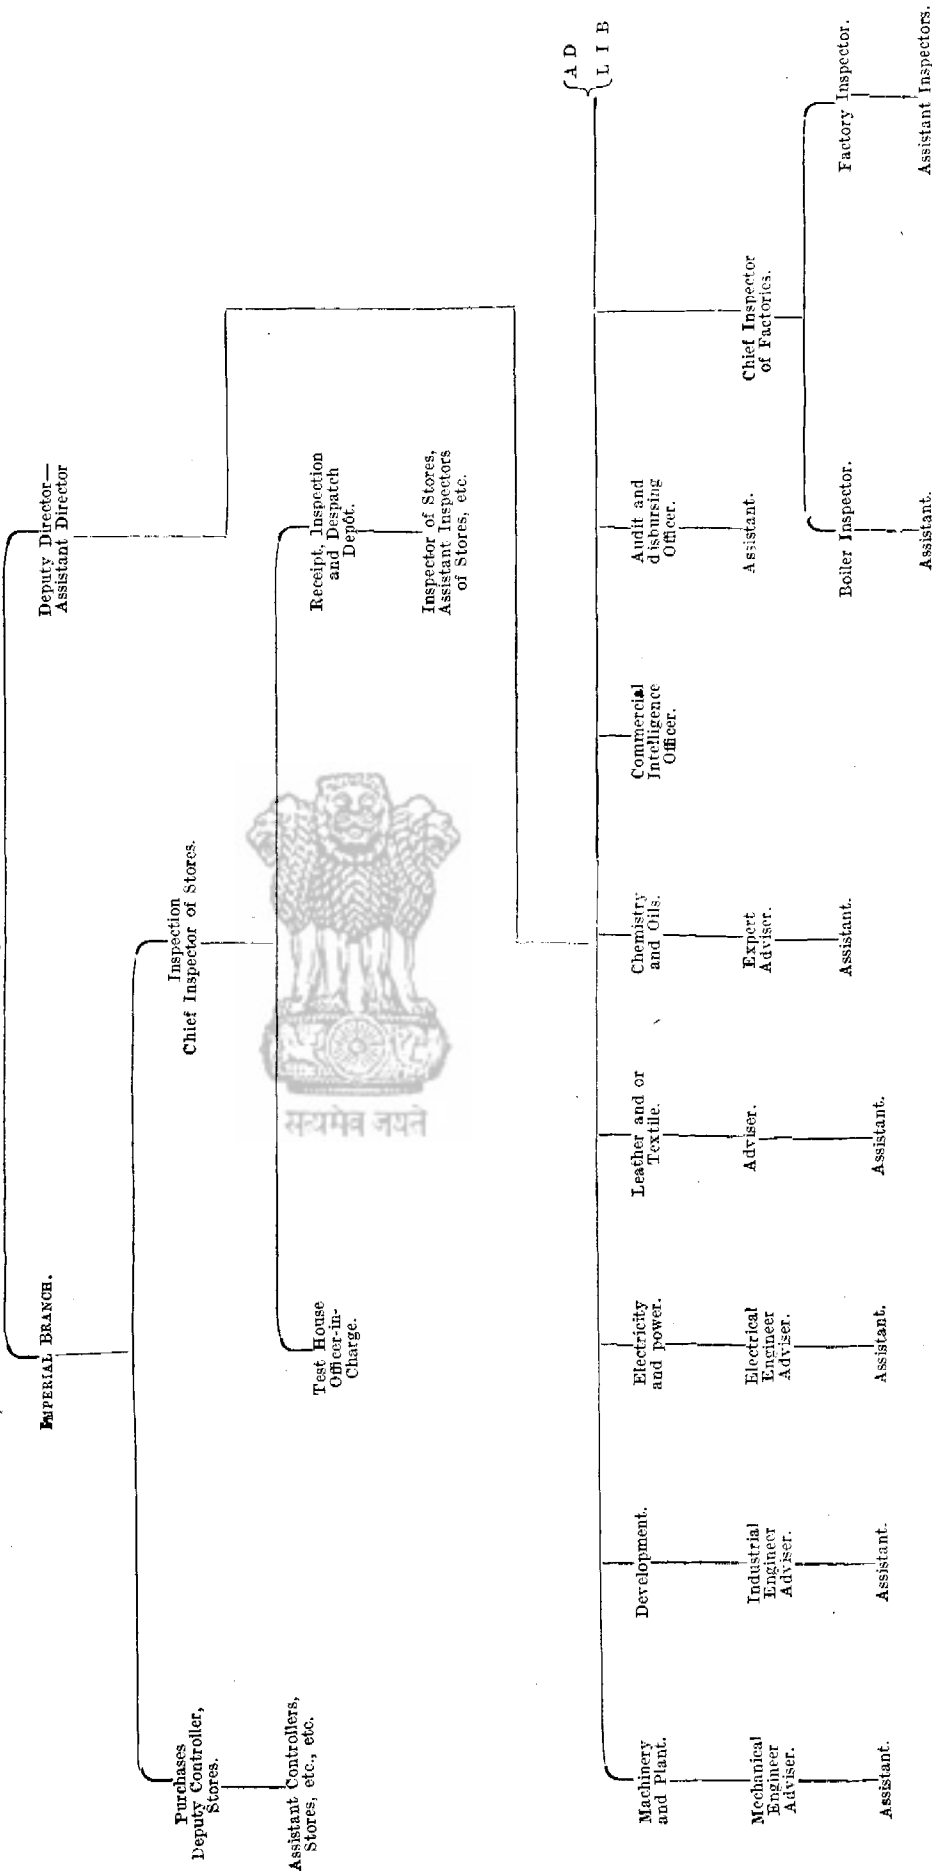 IMPERIAL BRANCH.
Deputy Director—
Assistant Director
Purchases
Deputy Controller,
Stores.
Inspection
Chief Inspector of Stores.
Assistant Controllers,
Stores, etc., etc.
Test House
Officer-in-
Charge.
Receipt, Inspection
and Despatch
Depôt.
Inspector of Stores,
Assistant Inspectors
of Stores, etc.
सत्यमेव जयते
A D
L I B
Machinery
and Plant.
Development.
Electricity
and power.
Leather and or
Textile.
Chemistry
and Oils.
Commercial
Intelligence
Officer.
Audit and
disbursing
Officer.
Mechanical
Engineer
Adviser.
Industrial
Engineer
Adviser.
Electrical
Engineer
Adviser.
Adviser.
Expert
Adviser.
Assistant.
Chief Inspector
of Factories.
Assistant.
Assistant.
Assistant.
Assistant.
Assistant.
Boiler Inspector.
Factory Inspector.
Assistant.
Assistant Inspectors.